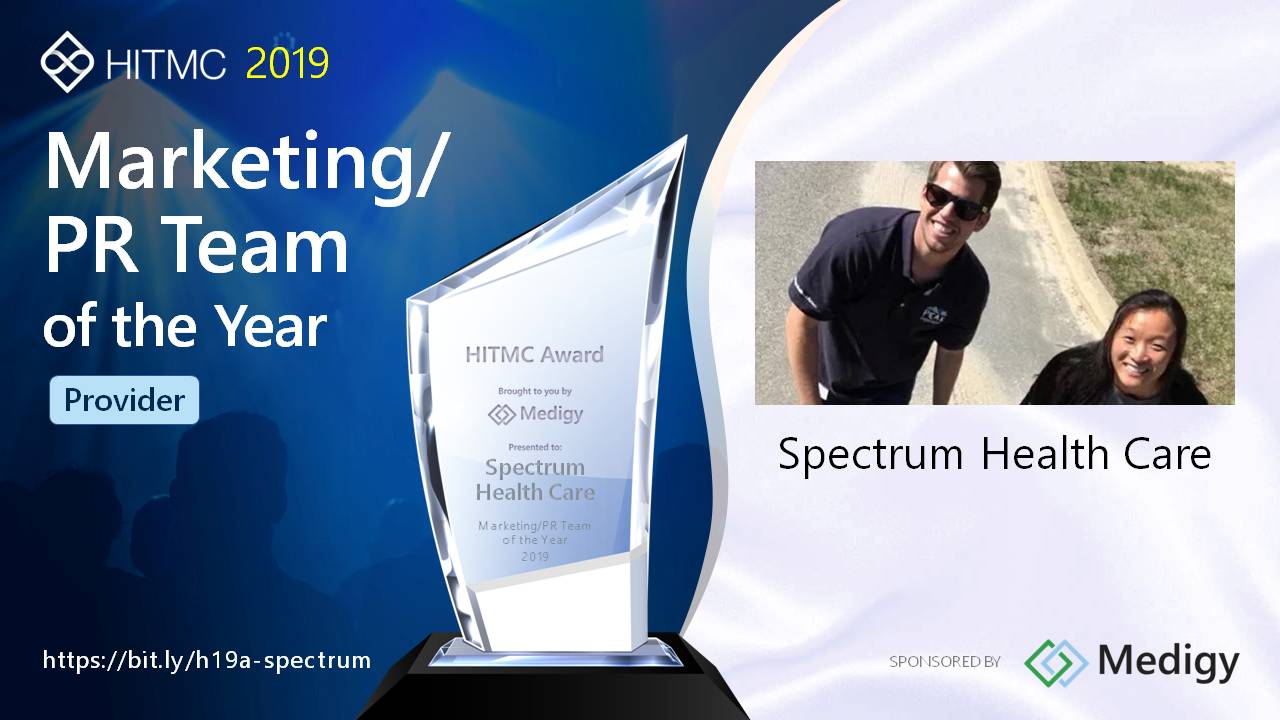 HITMC 2019
Marketing/
PR Team
of the Year
Provider
HITMC Award
Brought to you by
Medigy
Presented to:
Spectrum
Health Care
Marketing/PR Team
of the Year
2019
https://bit.ly/h19a-spectrum
Spectrum Health Care
SPONSORED BY
Medigy